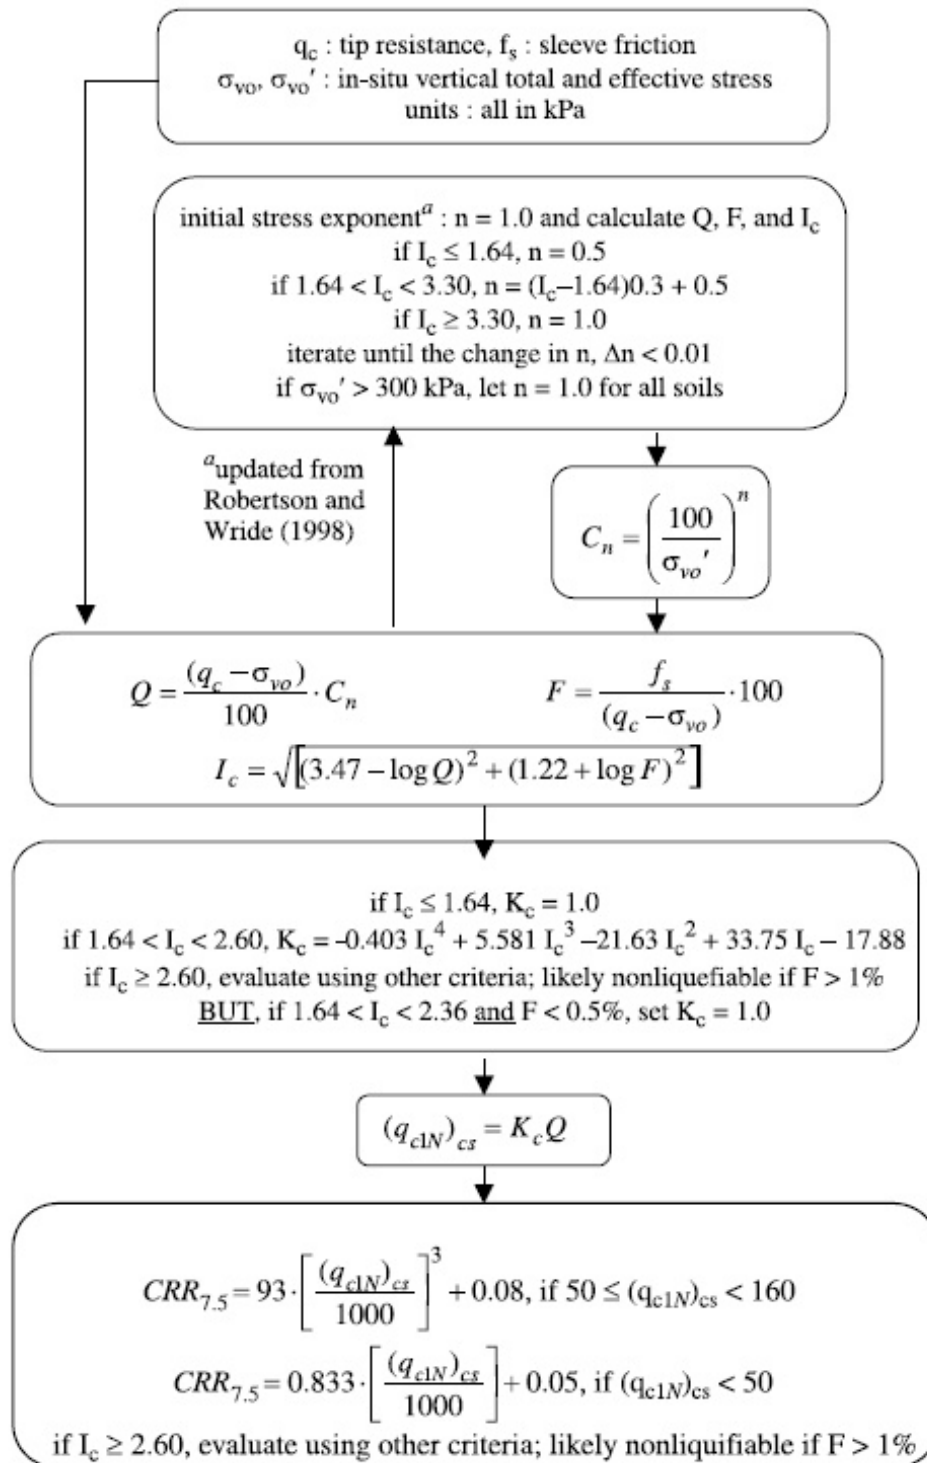 q_c : tip resistance, f_s : sleeve friction
σ_vo, σ_vo' : in-situ vertical total and effective stress
units : all in kPa
initial stress exponent^a : n = 1.0 and calculate Q, F, and I_c
if I_c ≤ 1.64, n = 0.5
if 1.64 < I_c < 3.30, n = (I_c−1.64)0.3 + 0.5
if I_c ≥ 3.30, n = 1.0
iterate until the change in n, Δn < 0.01
if σ_vo' > 300 kPa, let n = 1.0 for all soils
^a updated from
Robertson and
Wride (1998)
C_n = (100 / σ_vo')^n
Q = (q_c − σ_vo) / 100 · C_n
F = f_s / (q_c − σ_vo) · 100
I_c = √[(3.47 − log Q)^2 + (1.22 + log F)^2]
if I_c ≤ 1.64, K_c = 1.0
if 1.64 < I_c < 2.60, K_c = –0.403 I_c^4 + 5.581 I_c^3 –21.63 I_c^2 + 33.75 I_c – 17.88
if I_c ≥ 2.60, evaluate using other criteria; likely nonliquefiable if F > 1%
BUT, if 1.64 < I_c < 2.36 and F < 0.5%, set K_c = 1.0
(q_c1N)_cs = K_c Q
CRR_7.5 = 93 · [(q_c1N)_cs / 1000]^3 + 0.08, if 50 ≤ (q_c1N)_cs < 160
CRR_7.5 = 0.833 · [(q_c1N)_cs / 1000] + 0.05, if (q_c1N)_cs < 50
if I_c ≥ 2.60, evaluate using other criteria; likely nonliquifiable if F > 1%